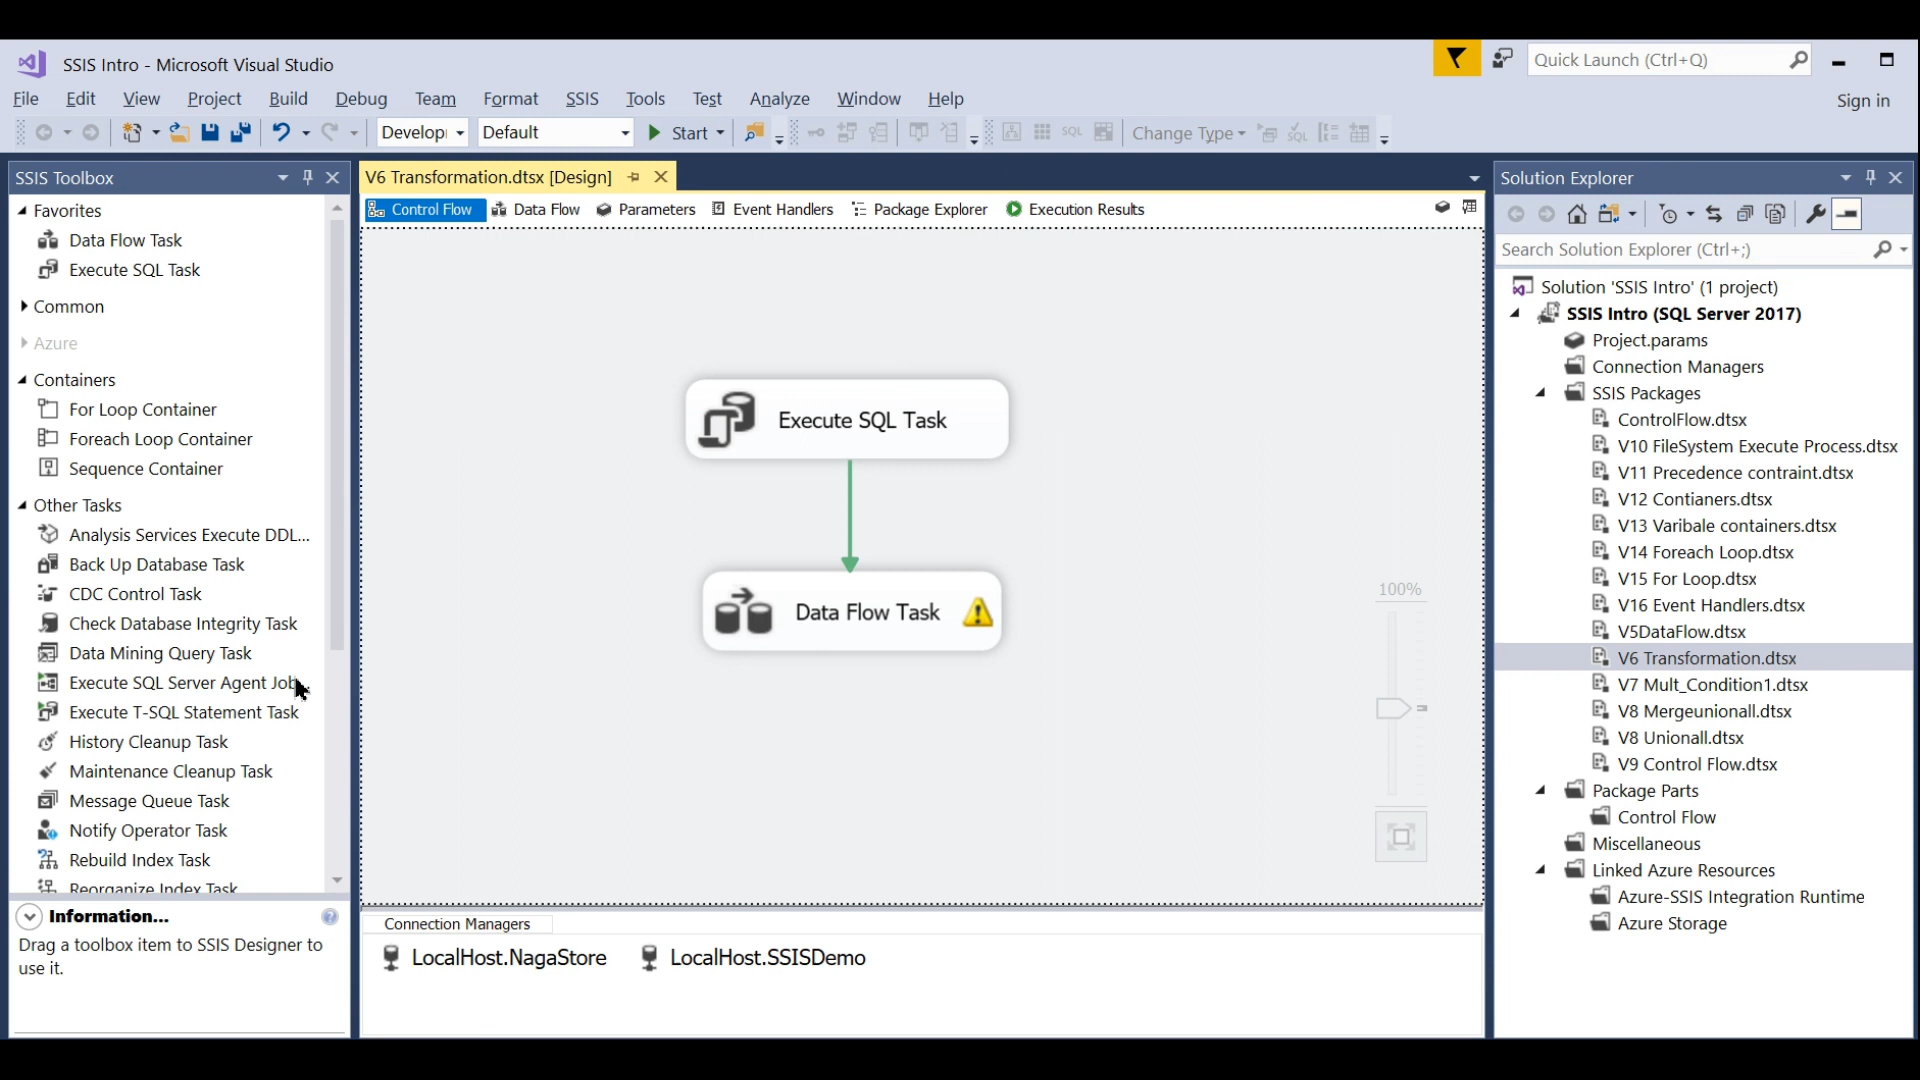 SSIS Intro - Microsoft Visual Studio
Quick Launch (Ctrl+Q)
File Edit View Project Build Debug Team Format SSIS Tools Test Analyze Window Help
Sign in
Develop Default Start SQL Change Type
SSIS Toolbox
Favorites
Data Flow Task
Execute SQL Task
Common
Azure
Containers
For Loop Container
Foreach Loop Container
Sequence Container
Other Tasks
Analysis Services Execute DDL...
Back Up Database Task
CDC Control Task
Check Database Integrity Task
Data Mining Query Task
Execute SQL Server Agent Job
Execute T-SQL Statement Task
History Cleanup Task
Maintenance Cleanup Task
Message Queue Task
Notify Operator Task
Rebuild Index Task
Reorganize Index Task
Information...
Drag a toolbox item to SSIS Designer to
use it.
V6 Transformation.dtsx [Design]
Control Flow Data Flow Parameters Event Handlers Package Explorer Execution Results
Execute SQL Task
Data Flow Task
100%
Connection Managers
LocalHost.NagaStore LocalHost.SSISDemo
Solution Explorer
Search Solution Explorer (Ctrl+;)
Solution 'SSIS Intro' (1 project)
SSIS Intro (SQL Server 2017)
Project.params
Connection Managers
SSIS Packages
ControlFlow.dtsx
V10 FileSystem Execute Process.dtsx
V11 Precedence contraint.dtsx
V12 Contianers.dtsx
V13 Varibale containers.dtsx
V14 Foreach Loop.dtsx
V15 For Loop.dtsx
V16 Event Handlers.dtsx
V5DataFlow.dtsx
V6 Transformation.dtsx
V7 Mult_Condition1.dtsx
V8 Mergeunionall.dtsx
V8 Unionall.dtsx
V9 Control Flow.dtsx
Package Parts
Control Flow
Miscellaneous
Linked Azure Resources
Azure-SSIS Integration Runtime
Azure Storage